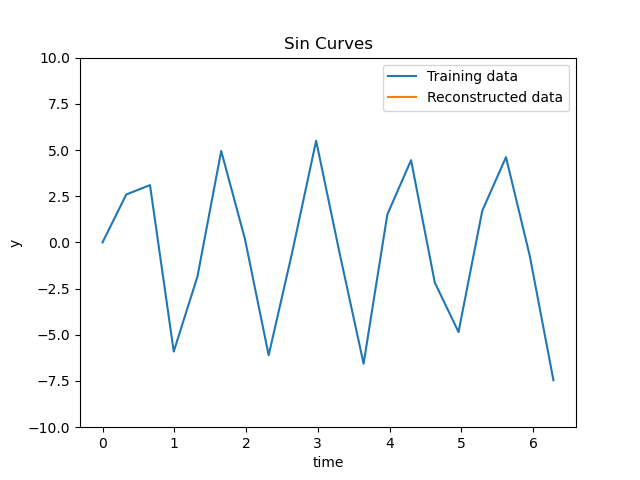 Sin Curves
Training data
Reconstructed data
10.0
7.5
5.0
2.5
0.0
−2.5
−5.0
−7.5
−10.0
y
0 1 2 3 4 5 6
time